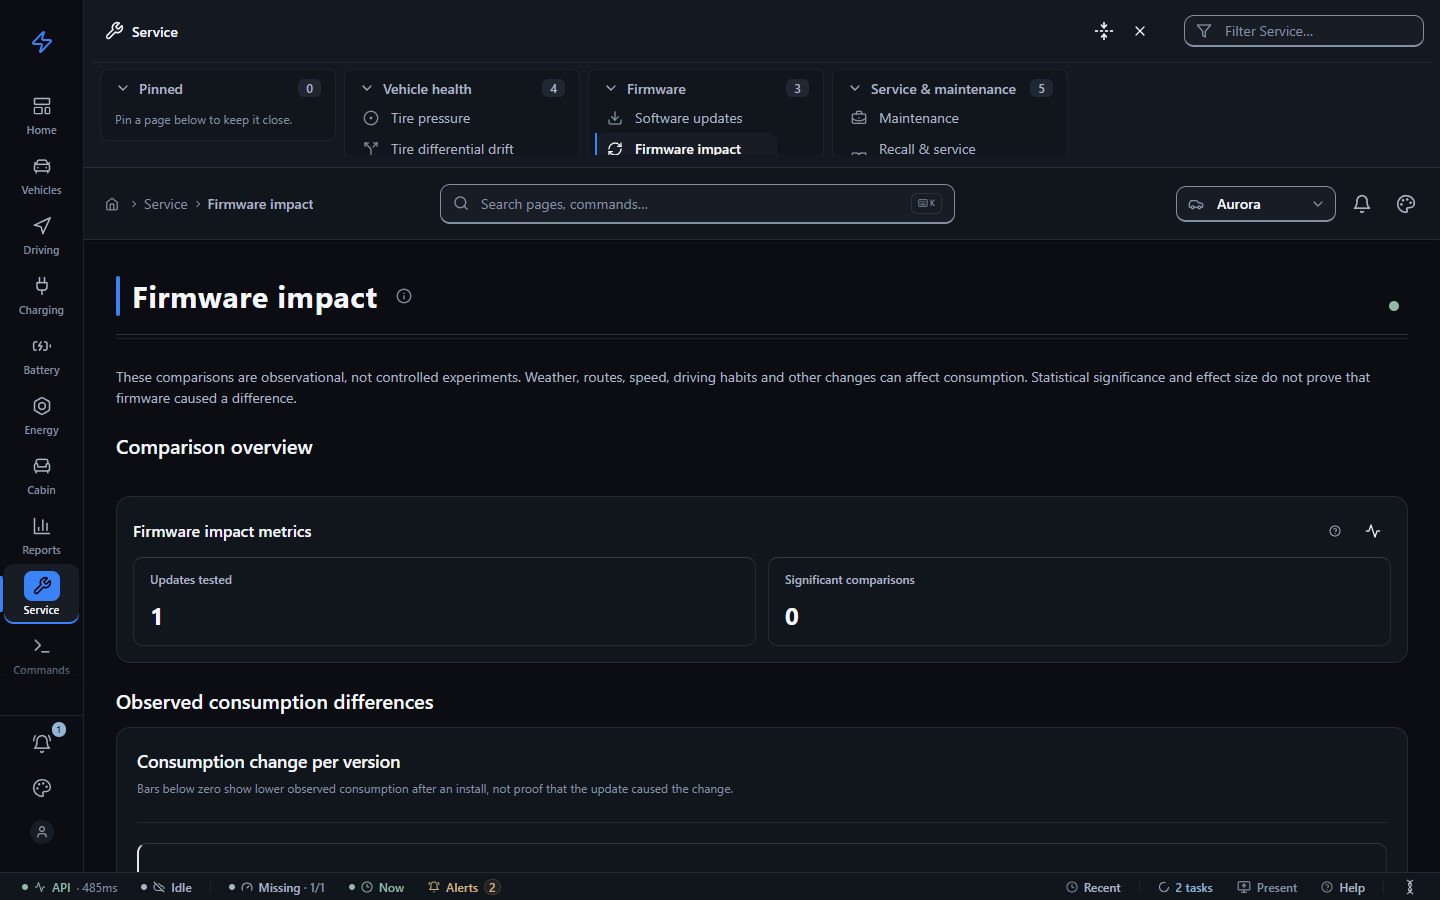 Service
Filter Service...
Pinned 0
Pin a page below to keep it close.
Vehicle health 4
Tire pressure
Tire differential drift
Firmware 3
Software updates
Firmware impact
Service & maintenance 5
Maintenance
Recall & service
Home
Vehicles
Driving
Charging
Battery
Energy
Cabin
Reports
Service
Commands
1
Service
Firmware impact
Search pages, commands...
K
Aurora
Firmware impact
These comparisons are observational, not controlled experiments. Weather, routes, speed, driving habits and other changes can affect consumption. Statistical significance and effect size do not prove that
firmware caused a difference.
Comparison overview
Firmware impact metrics
Updates tested
1
Significant comparisons
0
Observed consumption differences
Consumption change per version
Bars below zero show lower observed consumption after an install, not proof that the update caused the change.
API · 485ms
Idle
Missing · 1/1
Now
Alerts 2
Recent
2 tasks
Present
Help